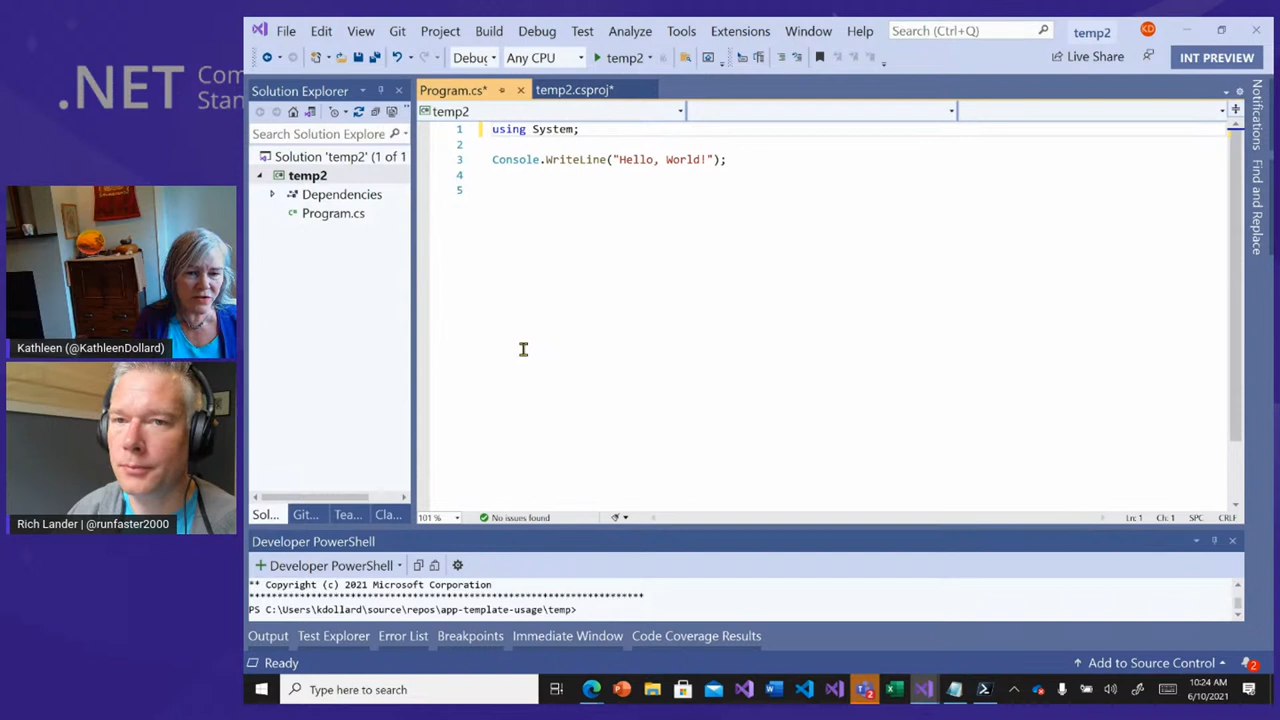 .NET Com
Stan
Kathleen (@KathleenDollard)
Rich Lander | @runfaster2000
File Edit View Git Project Build Debug Test Analyze Tools Extensions Window Help Search (Ctrl+Q) temp2 KD
Debug Any CPU temp2 Live Share INT PREVIEW
Solution Explorer
Search Solution Explore
Solution 'temp2' (1 of 1
temp2
Dependencies
Program.cs
Sol... Git... Tea... Cla...
Program.cs* temp2.csproj*
temp2
1 using System;
2
3 Console.WriteLine("Hello, World!");
4
5
101 % No issues found Ln: 1 Ch: 1 SPC CRLF
Notifications
Find and Replace
Developer PowerShell
+ Developer PowerShell
** Copyright (c) 2021 Microsoft Corporation
**********************************************************************
PS C:\Users\kdollard\source\repos\app-template-usage\temp>
Output Test Explorer Error List Breakpoints Immediate Window Code Coverage Results
Ready Add to Source Control 2
Type here to search 2 10:24 AM
6/10/2021